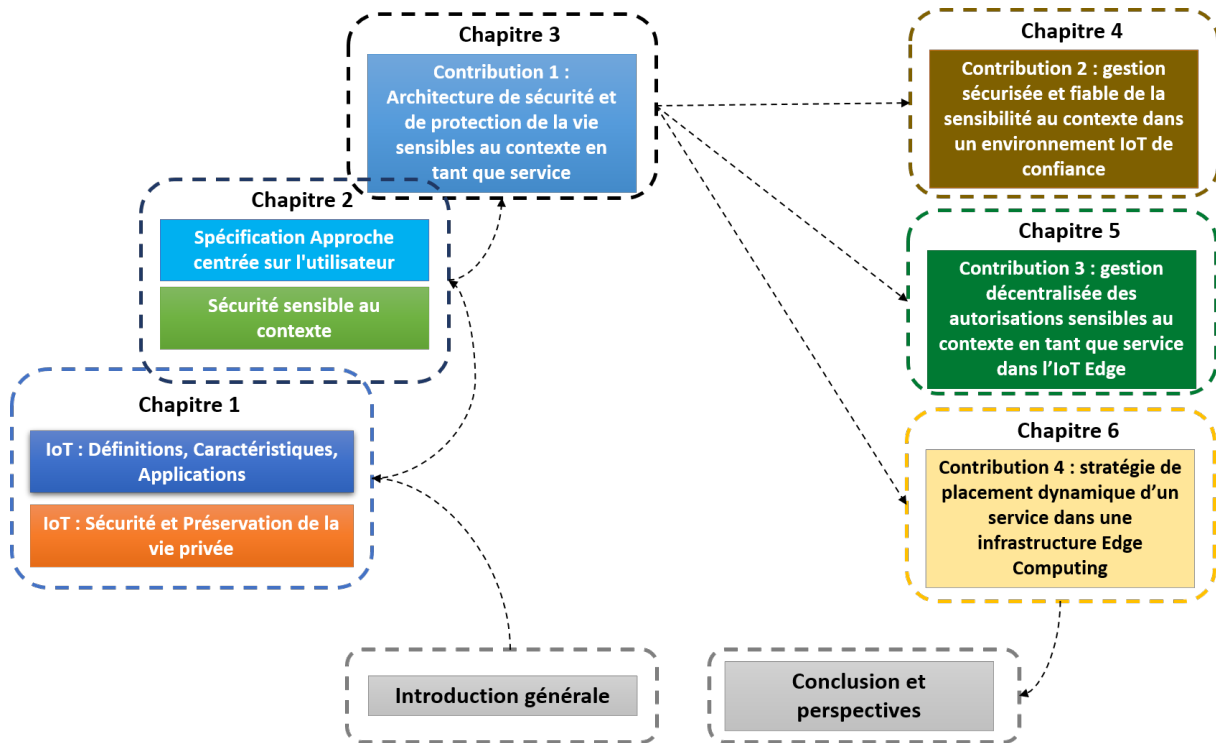 Chapitre 3
Contribution 1 :
Architecture de sécurité et
de protection de la vie
sensibles au contexte en
tant que service
Chapitre 4
Contribution 2 : gestion
sécurisée et fiable de la
sensibilité au contexte dans
un environnement IoT de
confiance
Chapitre 2
Spécification Approche
centrée sur l'utilisateur
Sécurité sensible au
contexte
Chapitre 5
Contribution 3 : gestion
décentralisée des
autorisations sensibles au
contexte en tant que service
dans l’IoT Edge
Chapitre 1
IoT : Définitions, Caractéristiques,
Applications
IoT : Sécurité et Préservation de la
vie privée
Chapitre 6
Contribution 4 : stratégie de
placement dynamique d’un
service dans une
infrastructure Edge
Computing
Introduction générale
Conclusion et
perspectives